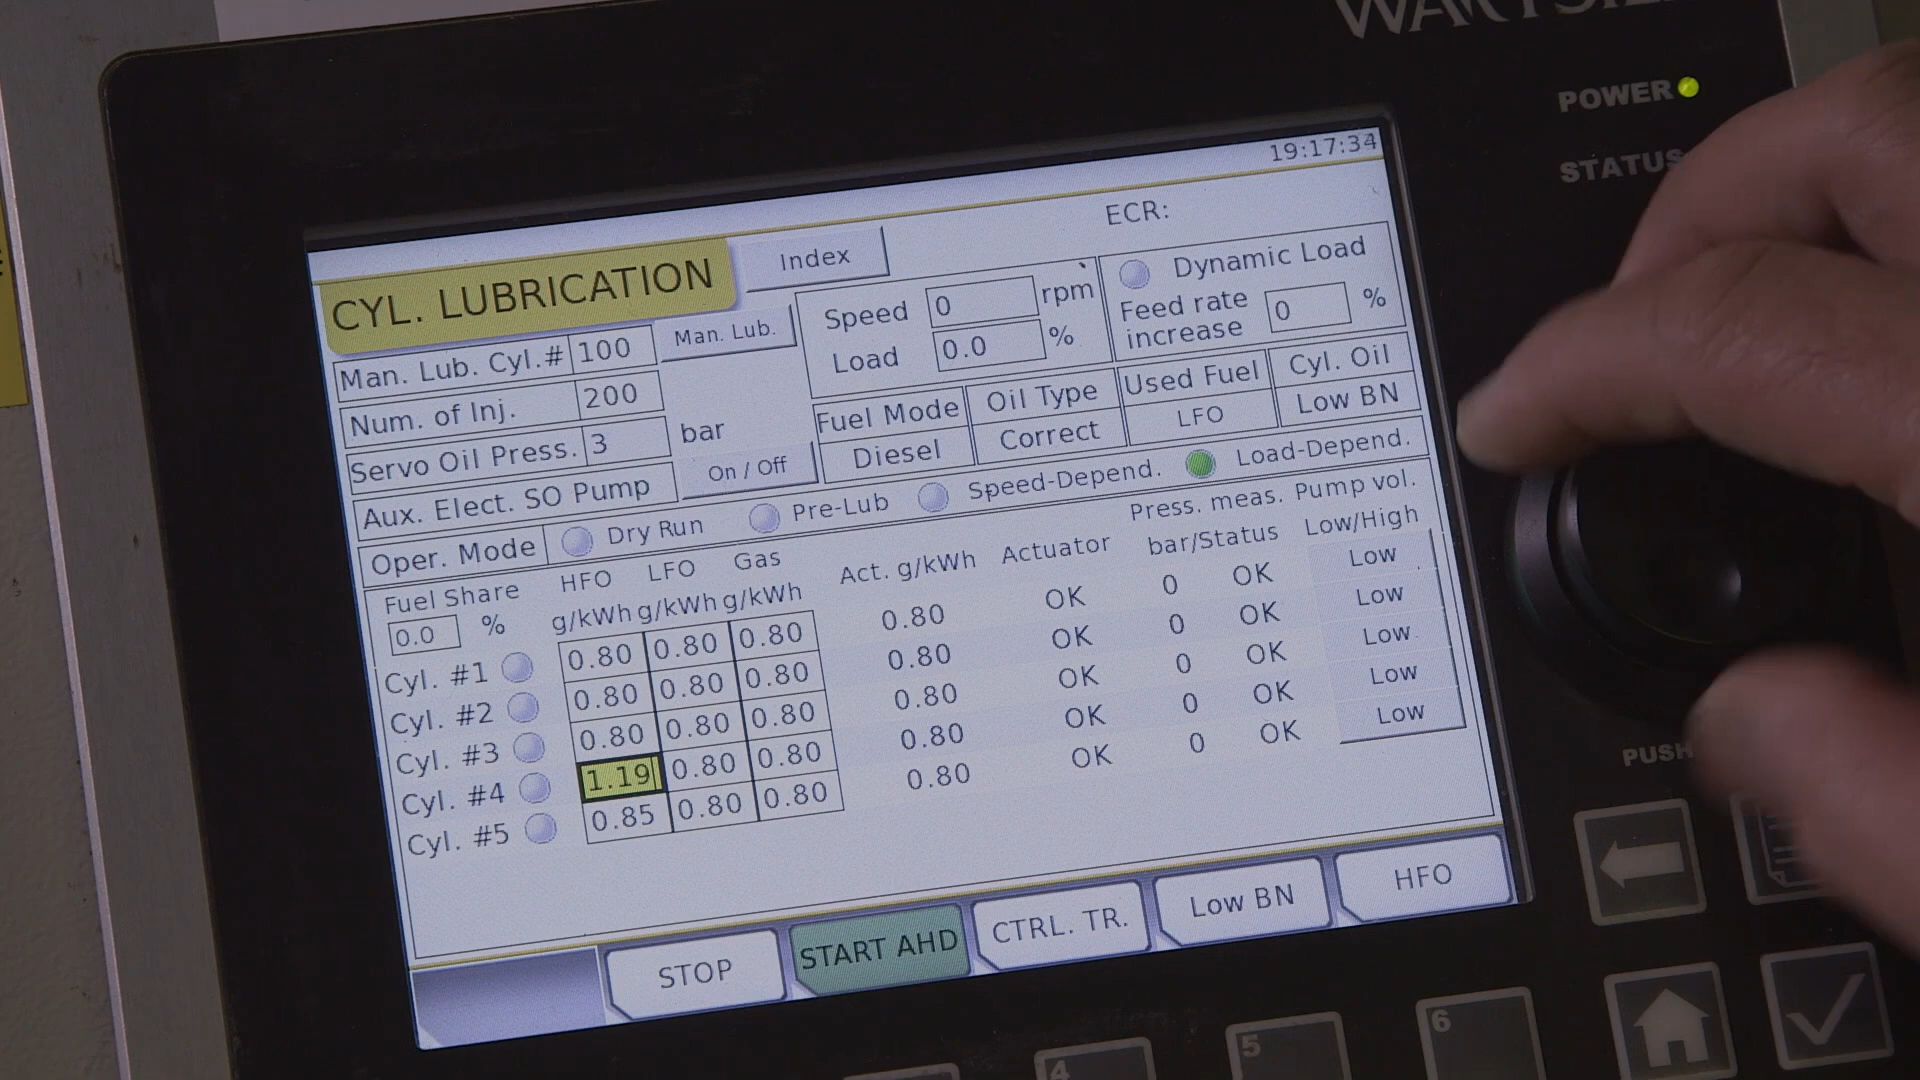 POWER
STATUS
19:17:34
ECR:
CYL. LUBRICATION
Index
Man. Lub.
Speed 0 rpm
Load 0.0 %
Dynamic Load
Feed rate increase 0 %
Man. Lub. Cyl.# 100
Num. of Inj. 200
Servo Oil Press. 3 bar
Aux. Elect. SO Pump On / Off
Fuel Mode Oil Type Used Fuel Cyl. Oil
Diesel Correct LFO Low BN
Oper. Mode Dry Run Pre-Lub Speed-Depend. Load-Depend.
Fuel Share HFO LFO Gas Act. g/kWh Actuator Press. meas. Pump vol.
0.0 % g/kWh g/kWh g/kWh bar/Status Low/High
Cyl. #1 0.80 0.80 0.80 0.80 OK 0 OK Low
Cyl. #2 0.80 0.80 0.80 0.80 OK 0 OK Low
Cyl. #3 0.80 0.80 0.80 0.80 OK 0 OK Low
Cyl. #4 1.19 0.80 0.80 0.80 OK 0 OK Low
Cyl. #5 0.85 0.80 0.80 0.80 OK 0 OK Low
STOP START AHD CTRL. TR. Low BN HFO
PUSH
4 5 6